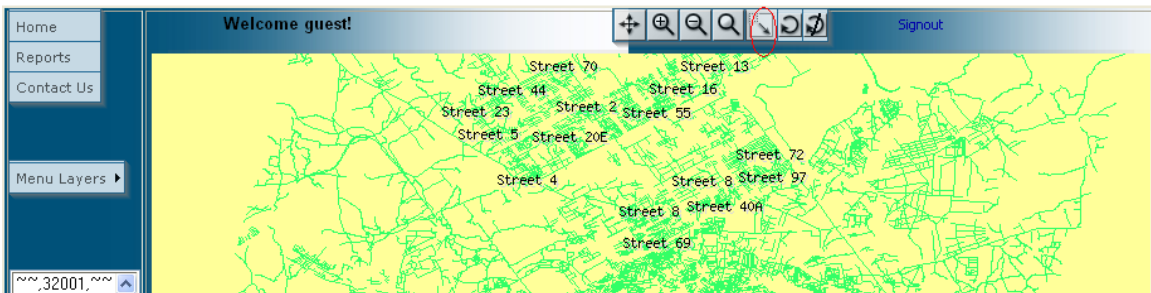 Home
Welcome guest!
Signout
Reports
Contact Us
Menu Layers
~~,32001,~~
Street 70
Street 13
Street 44
Street 16
Street 23
Street 2
Street 55
Street 5
Street 20E
Street 72
Street 4
Street 8
Street 97
Street 8
Street 40A
Street 69